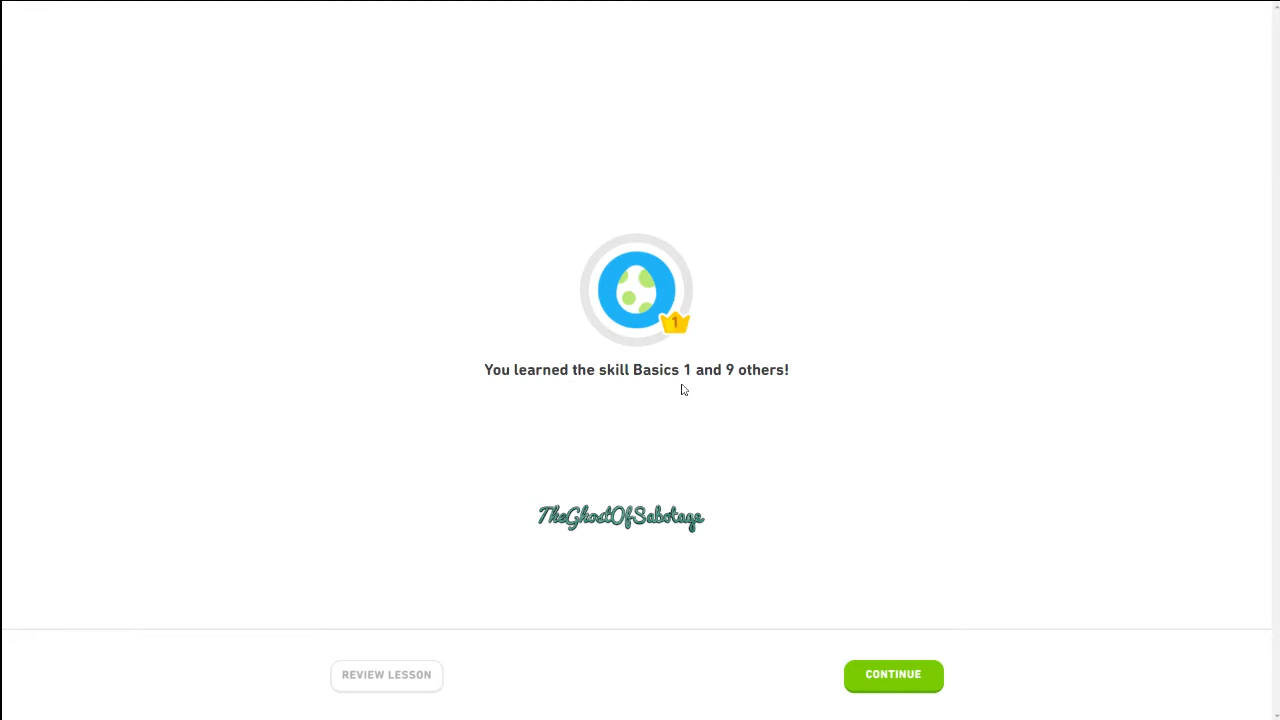 1
You learned the skill Basics 1 and 9 others!
TheGhostOfSabotage
REVIEW LESSON
CONTINUE